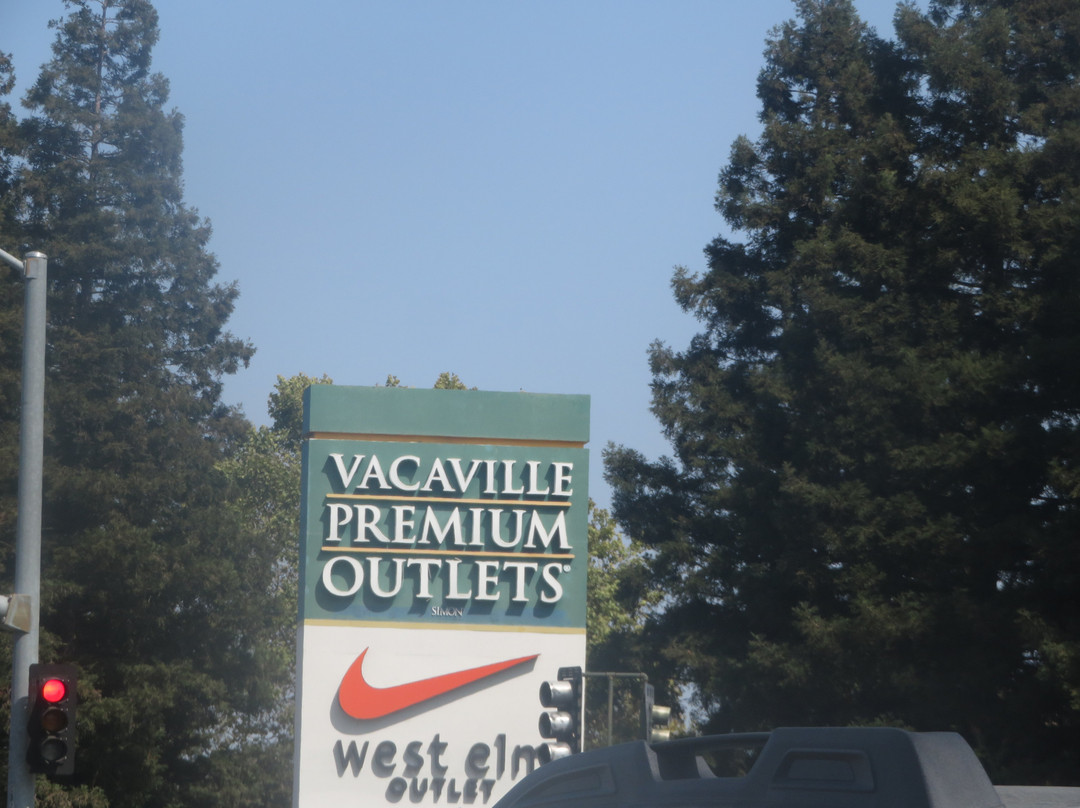 VACAVILLE
PREMIUM
OUTLETS®
SIMON
west elm
OUTLET